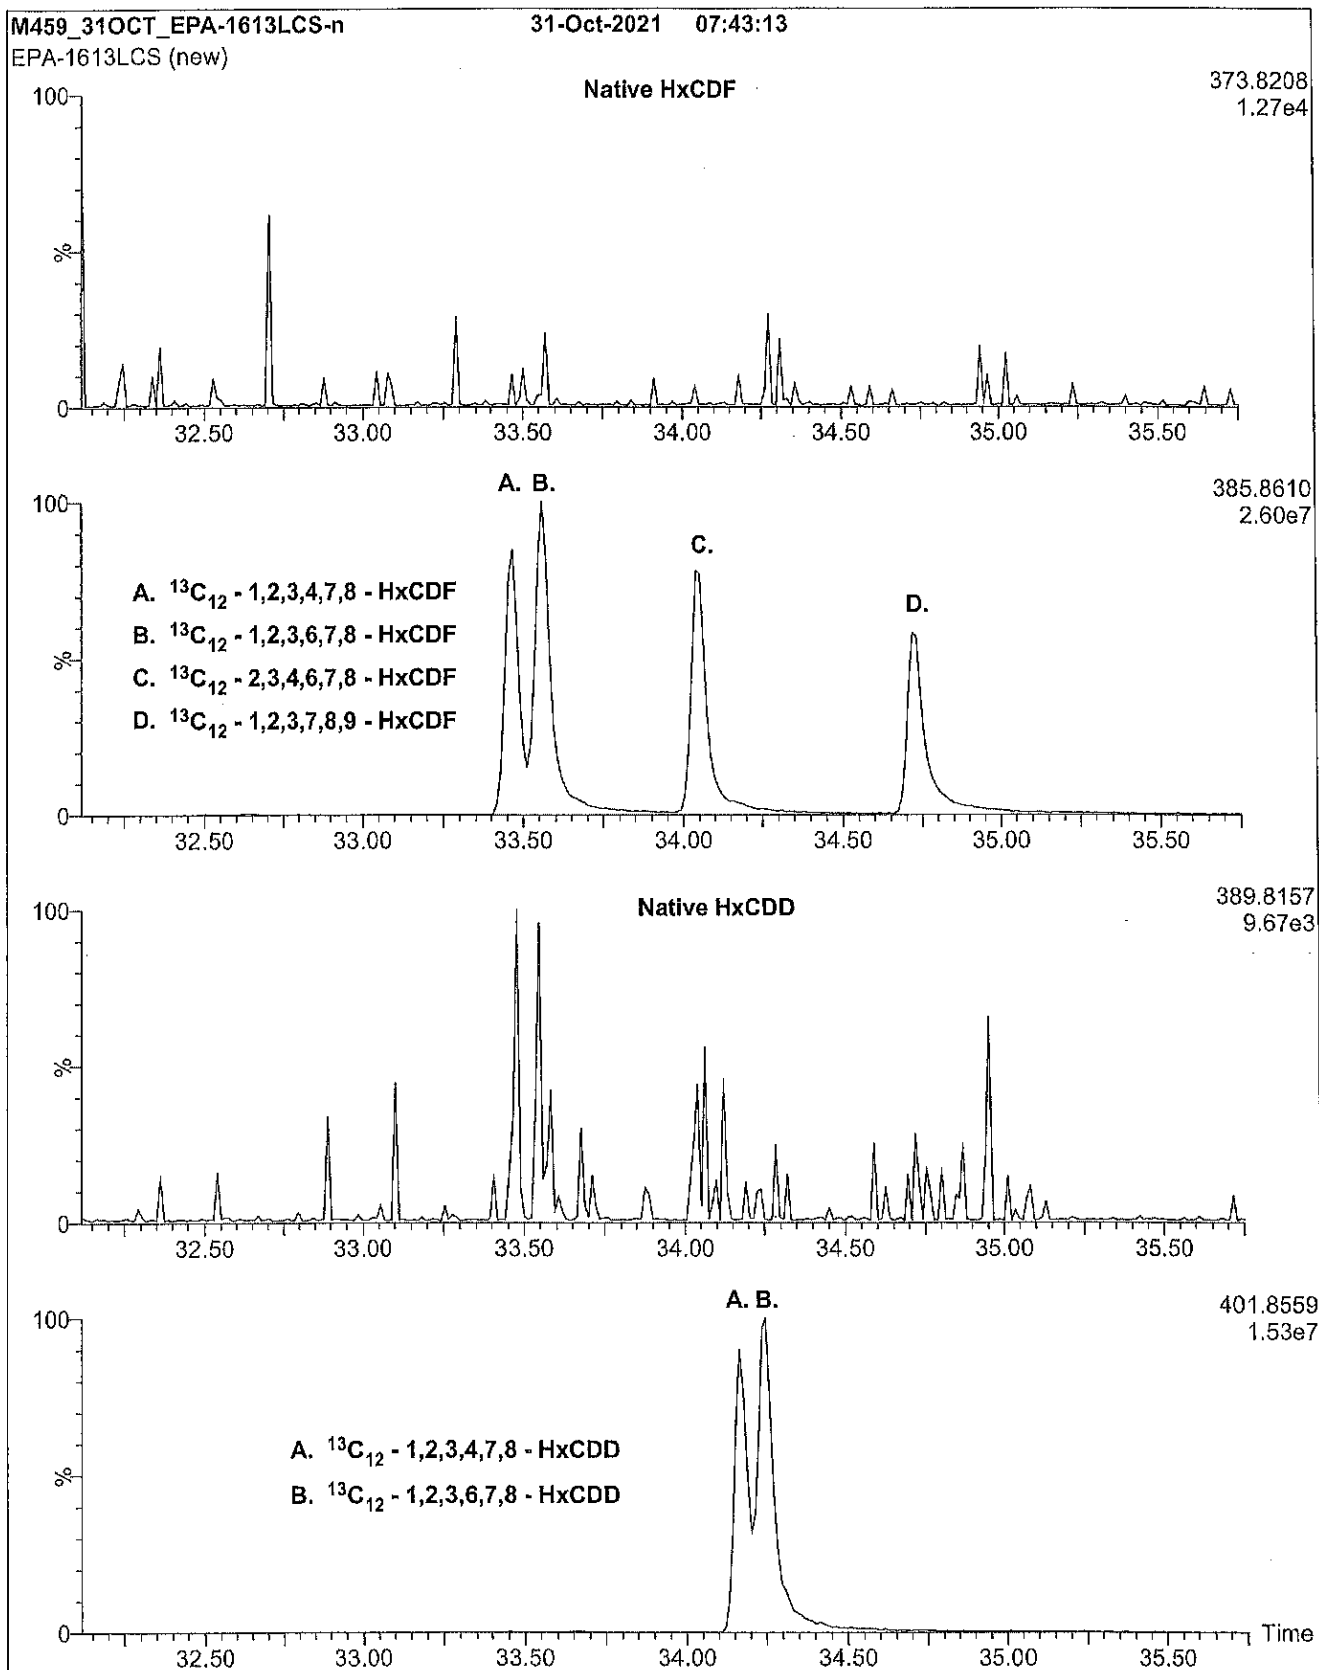 M459_31OCT_EPA-1613LCS-n 31-Oct-2021 07:43:13
EPA-1613LCS (new)
Native HxCDF
373.8208
1.27e4
100
%
0
32.50 33.00 33.50 34.00 34.50 35.00 35.50
A. B.
C.
D.
385.8610
2.60e7
100
A. ¹³C₁₂ - 1,2,3,4,7,8 - HxCDF
B. ¹³C₁₂ - 1,2,3,6,7,8 - HxCDF
C. ¹³C₁₂ - 2,3,4,6,7,8 - HxCDF
D. ¹³C₁₂ - 1,2,3,7,8,9 - HxCDF
%
0
32.50 33.00 33.50 34.00 34.50 35.00 35.50
Native HxCDD
389.8157
9.67e3
100
%
0
32.50 33.00 33.50 34.00 34.50 35.00 35.50
A. B.
401.8559
1.53e7
100
A. ¹³C₁₂ - 1,2,3,4,7,8 - HxCDD
B. ¹³C₁₂ - 1,2,3,6,7,8 - HxCDD
%
0
Time
32.50 33.00 33.50 34.00 34.50 35.00 35.50